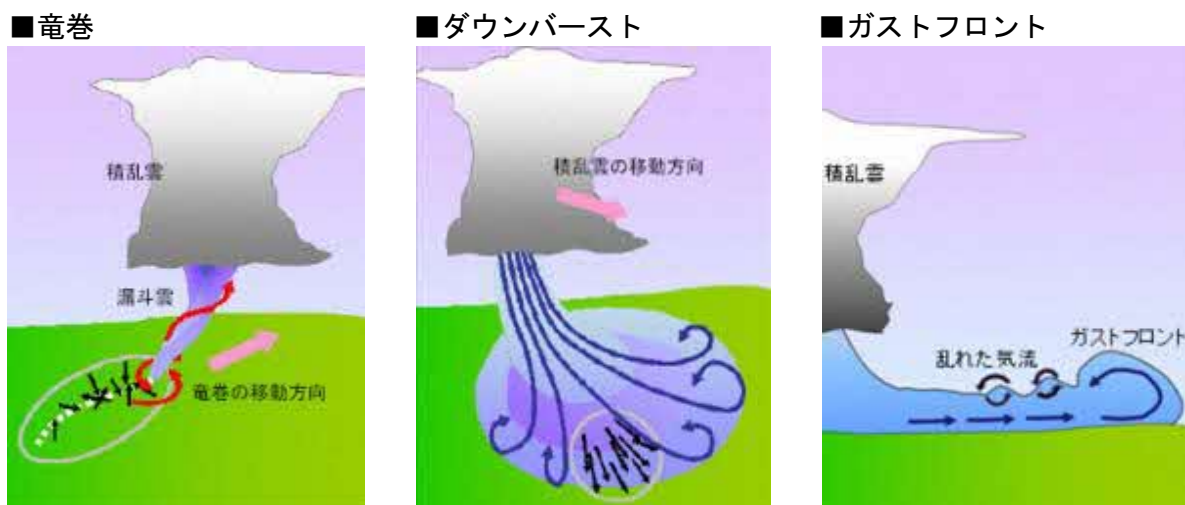 ■竜巻
積乱雲
漏斗雲
竜巻の移動方向
■ダウンバースト
積乱雲の移動方向
■ガストフロント
積乱雲
ガストフロント
乱れた気流